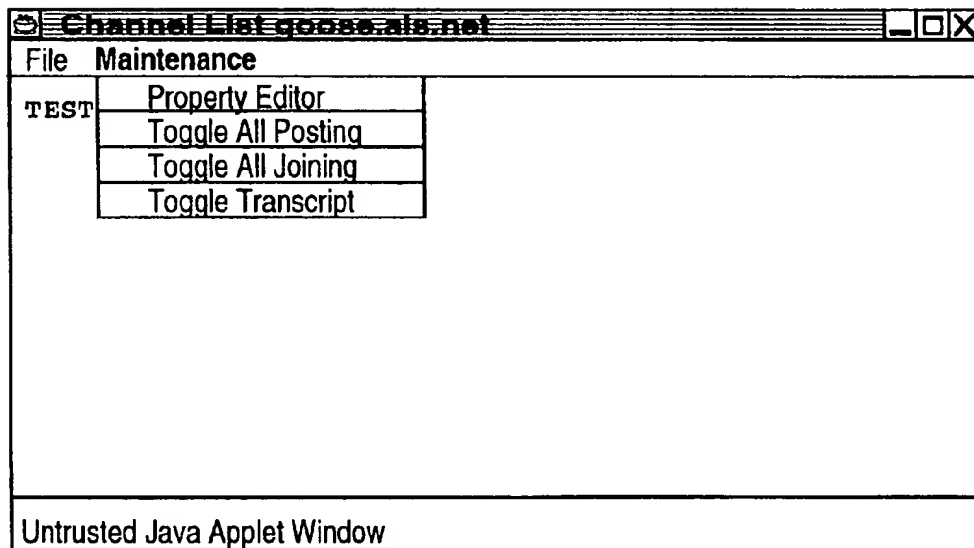 Channel List goose.als.net
File Maintenance
TEST
Property Editor
Toggle All Posting
Toggle All Joining
Toggle Transcript
Untrusted Java Applet Window